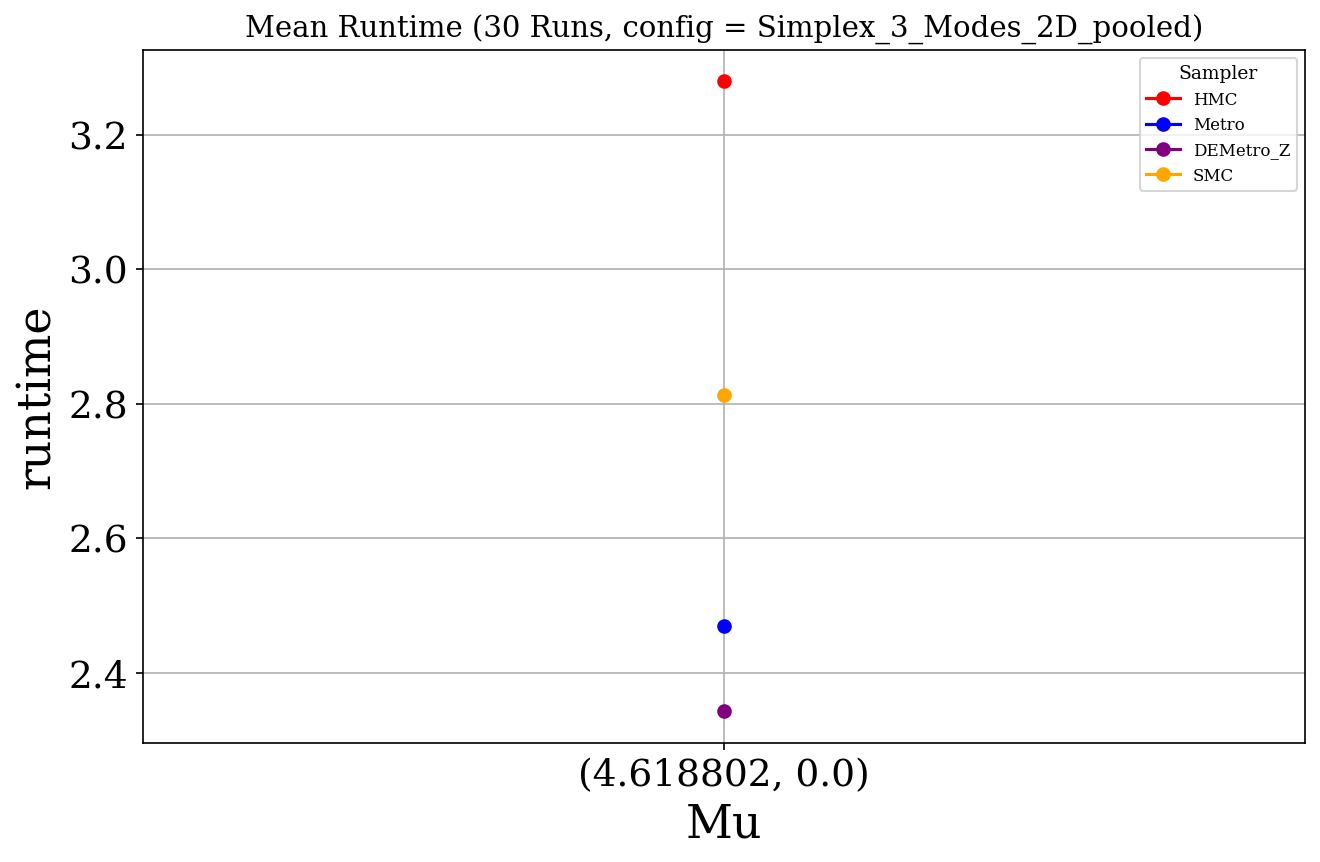 Mean Runtime (30 Runs, config = Simplex_3_Modes_2D_pooled)
Sampler
HMC
Metro
DEMetro_Z
SMC
runtime
3.2
3.0
2.8
2.6
2.4
(4.618802, 0.0)
Mu